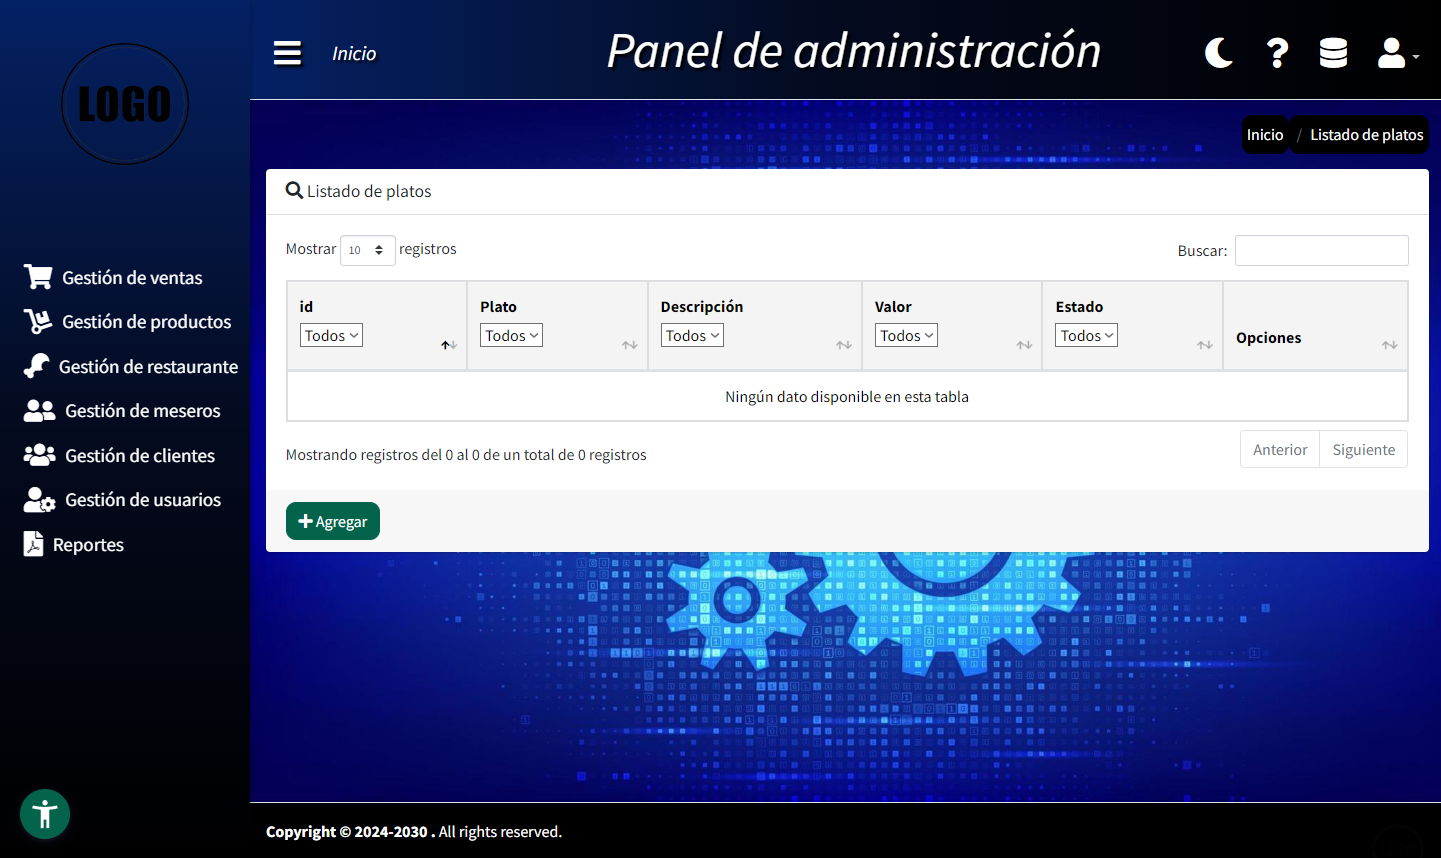 LOGO
Inicio
Panel de administración
Inicio / Listado de platos
Gestión de ventas
Gestión de productos
Gestión de restaurante
Gestión de meseros
Gestión de clientes
Gestión de usuarios
Reportes
Listado de platos
Mostrar 10 registros
Buscar:
id Plato Descripción Valor Estado
Todos Todos Todos Todos Todos
Opciones
Ningún dato disponible en esta tabla
Mostrando registros del 0 al 0 de un total de 0 registros
Anterior Siguiente
Agregar
Copyright © 2024-2030 . All rights reserved.